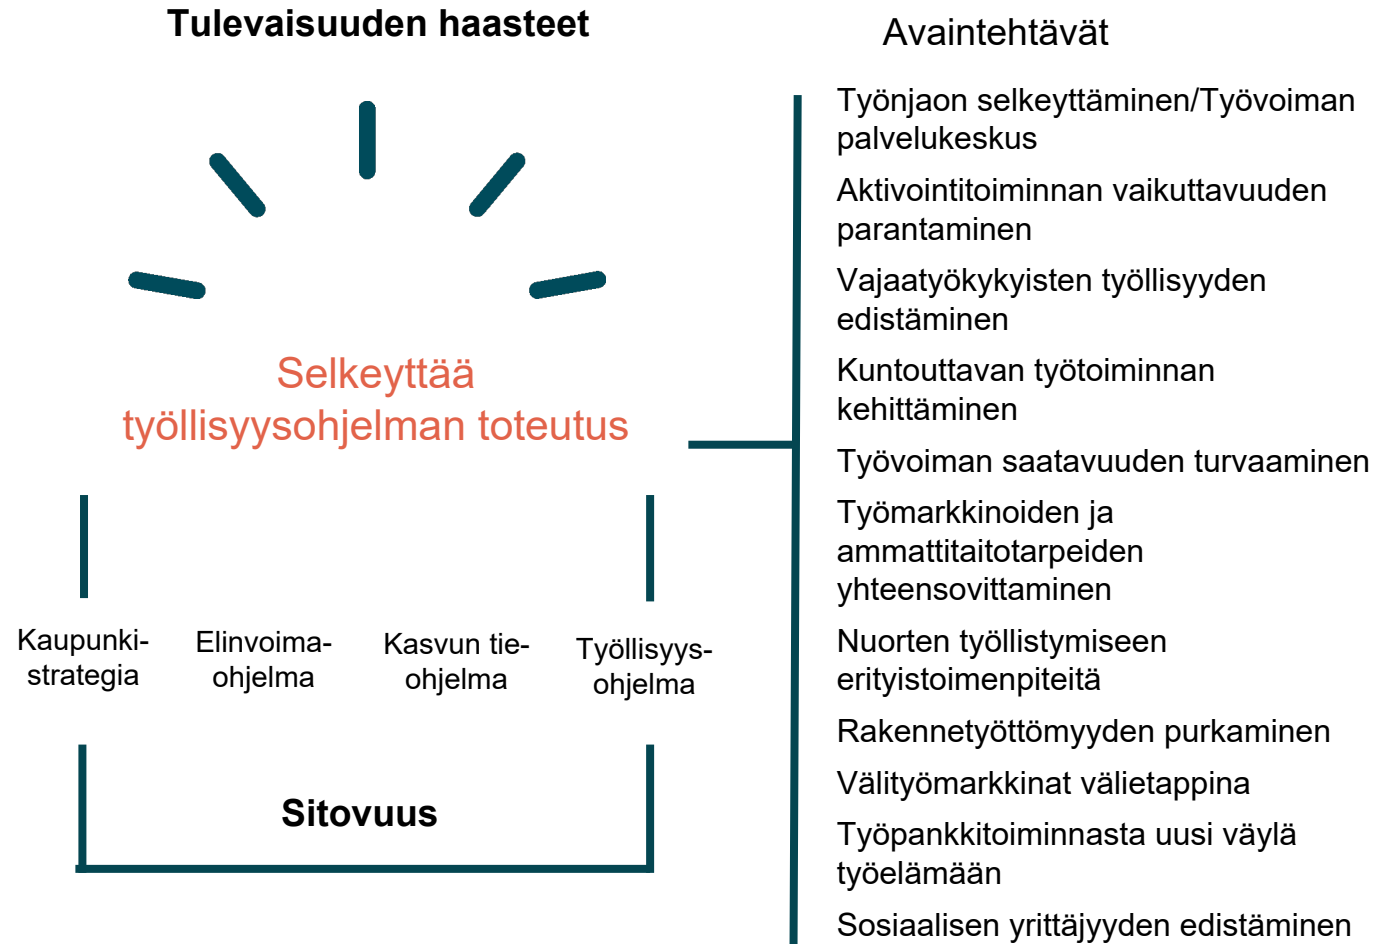 Tulevaisuuden haasteet
Selkeyttää
työllisyysohjelman toteutus
Kaupunki-
strategia
Elinvoima-
ohjelma
Kasvun tie-
ohjelma
Työllisyys-
ohjelma
Sitovuus
Avaintehtävät
Työnjaon selkeyttäminen/Työvoiman
palvelukeskus
Aktivointitoiminnan vaikuttavuuden
parantaminen
Vajaatyökykyisten työllisyyden
edistäminen
Kuntouttavan työtoiminnan
kehittäminen
Työvoiman saatavuuden turvaaminen
Työmarkkinoiden ja
ammattitaitotarpeiden
yhteensovittaminen
Nuorten työllistymiseen
erityistoimenpiteitä
Rakennetyöttömyyden purkaminen
Välityömarkkinat välietappina
Työpankkitoiminnasta uusi väylä
työelämään
Sosiaalisen yrittäjyyden edistäminen